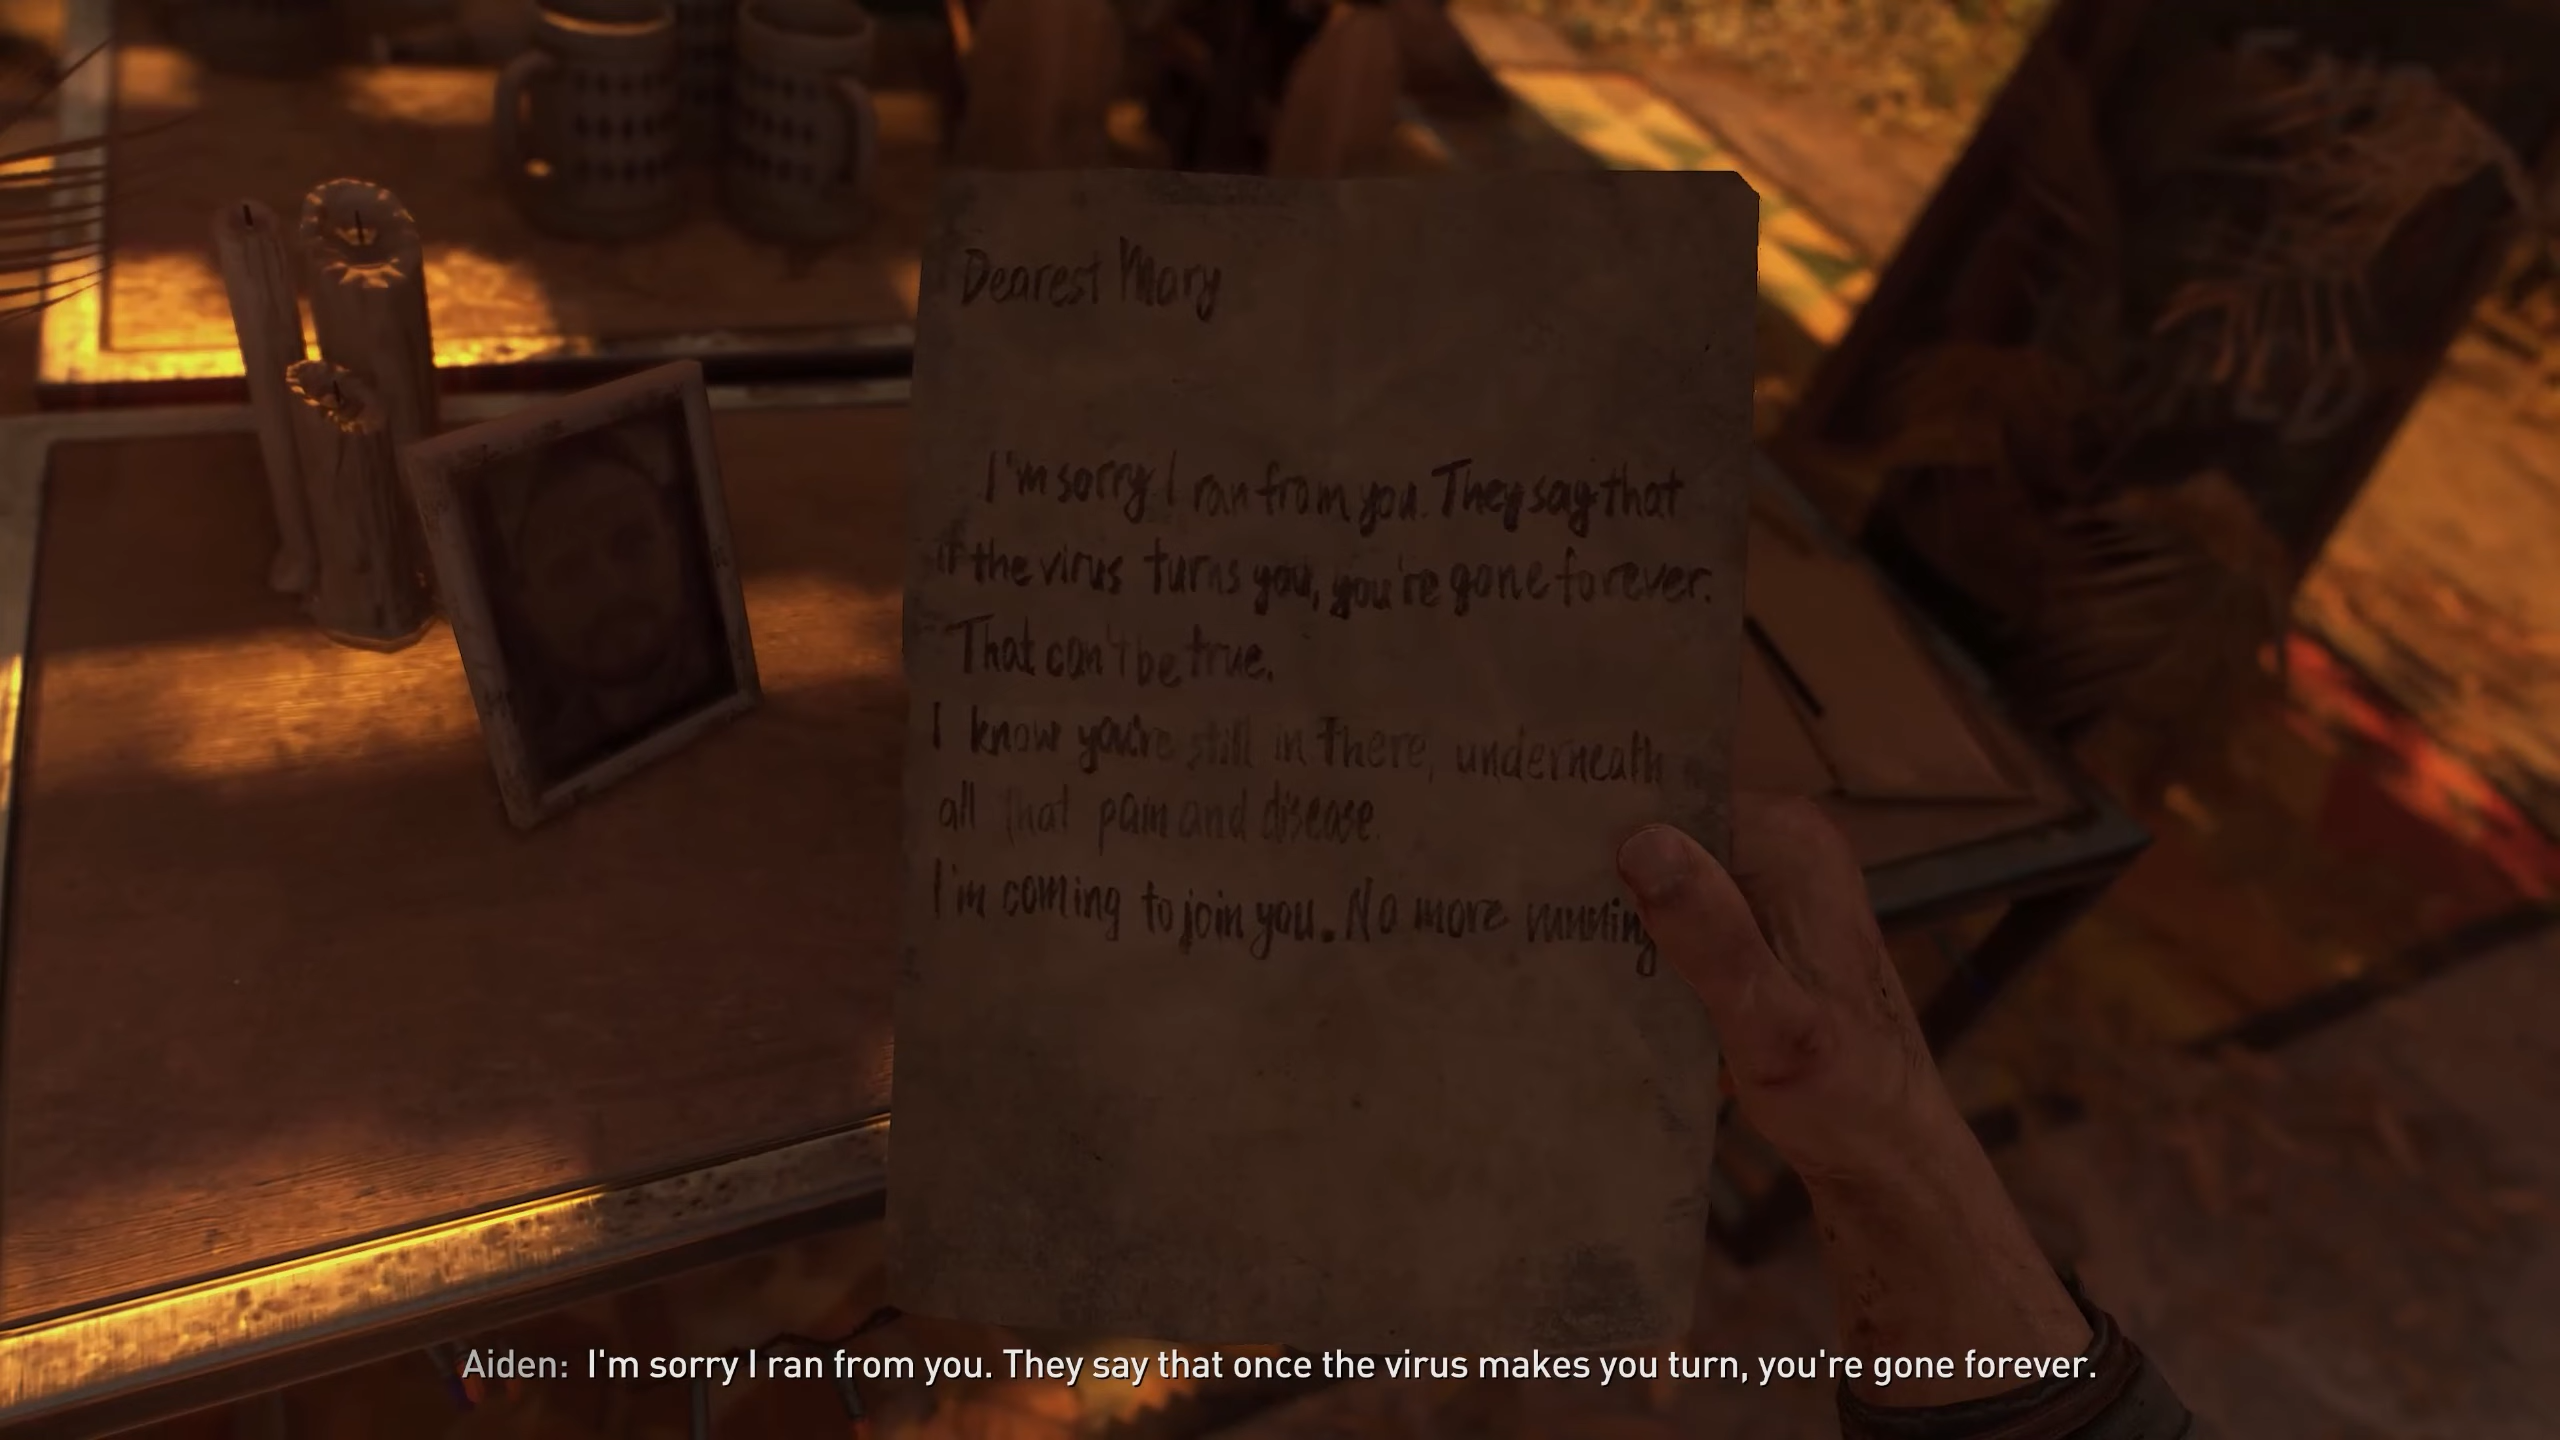 Dearest Mary
I'm sorry I ran from you. They say that
if the virus turns you, you're gone forever.
That can't be true.
I know you're still in there, underneath
all that pain and disease.
I'm coming to join you. No more running
Aiden: I'm sorry I ran from you. They say that once the virus makes you turn, you're gone forever.